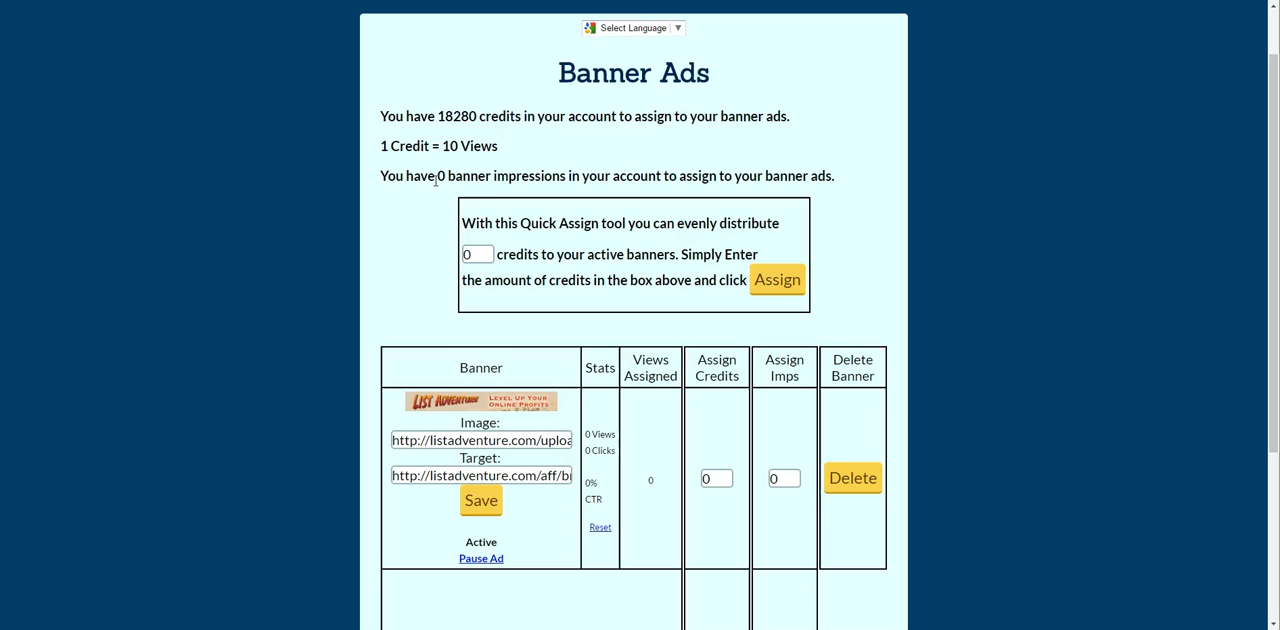 Select Language ▼
Banner Ads
You have 18280 credits in your account to assign to your banner ads.
1 Credit = 10 Views
You have 0 banner impressions in your account to assign to your banner ads.
With this Quick Assign tool you can evenly distribute
0 credits to your active banners. Simply Enter
the amount of credits in the box above and click Assign
Banner Stats Views Assigned Assign Credits Assign Imps Delete Banner
LIST ADVENTURE LEVEL UP YOUR ONLINE PROFITS
Image:
http://listadventure.com/uploa
Target:
http://listadventure.com/aff/b
Save
Active
Pause Ad
0 Views
0 Clicks
0%
CTR
Reset
0
0
0
Delete